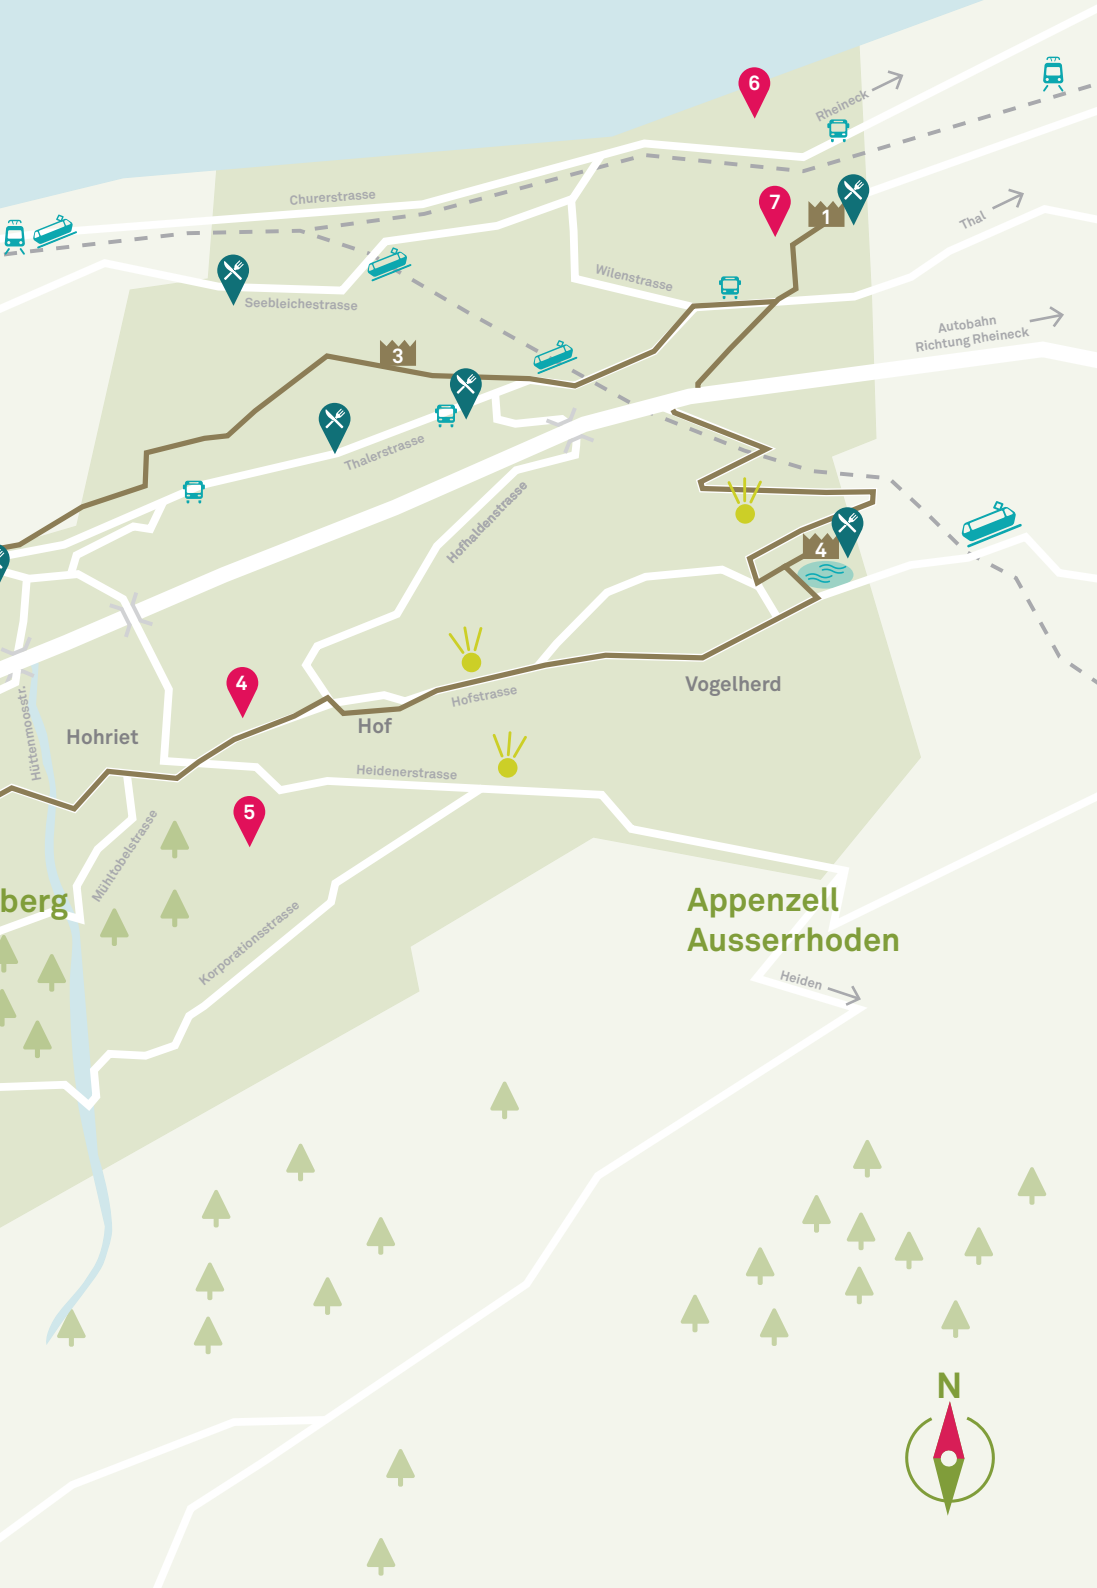 6
Rheineck
7
1
Thal
Churerstrasse
Wilenstrasse
Seebleichestrasse
Autobahn
Richtung Rheineck
3
Thalerstrasse
Hofhaldenstrasse
4
4
Vogelherd
Hofstrasse
Hof
Hüttenmoosstr.
Hohriet
Heidenerstrasse
5
Mühltobelstrasse
berg
Appenzell
Ausserrhoden
Korporationsstrasse
Heiden
N